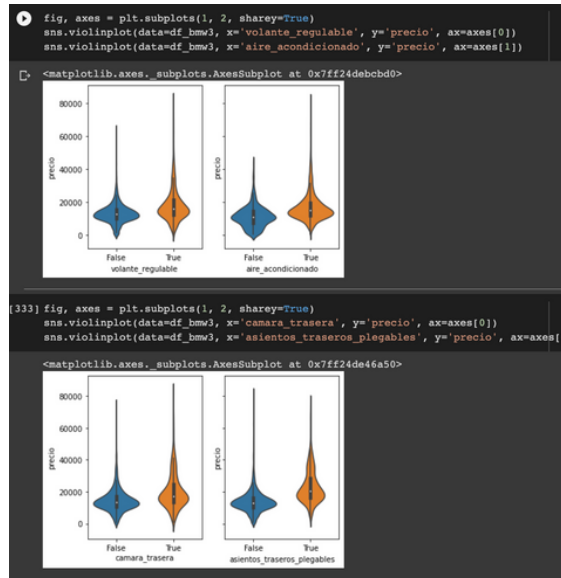 fig, axes = plt.subplots(1, 2, sharey=True)
sns.violinplot(data=df_bmw3, x='volante_regulable', y='precio', ax=axes[0])
sns.violinplot(data=df_bmw3, x='aire_acondicionado', y='precio', ax=axes[1])
<matplotlib.axes._subplots.AxesSubplot at 0x7ff24debcbd0>
80000
60000
40000
20000
0
precio
precio
False True
volante_regulable
False True
aire_acondicionado
[333] fig, axes = plt.subplots(1, 2, sharey=True)
sns.violinplot(data=df_bmw3, x='camara_trasera', y='precio', ax=axes[0])
sns.violinplot(data=df_bmw3, x='asientos_traseros_plegables', y='precio', ax=axes[
<matplotlib.axes._subplots.AxesSubplot at 0x7ff24de46a50>
80000
60000
40000
20000
0
precio
precio
False True
camara_trasera
False True
asientos_traseros_plegables